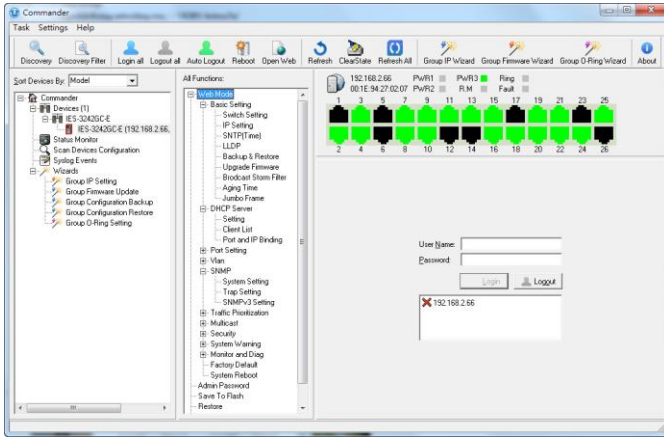 Commander
Task Settings Help
Discovery Discovery Filter Login all Logout all Auto Logout Reboot Open Web Refresh ClearState Refresh All Group IP Wizard Group Firmware Wizard Group O-Ring Wizard About
Sort Devices By: Model
Commander
Devices (1)
IES-3242GC-E
IES-3242GC-E (192.168.2.66,
Status Monitor
Scan Devices Configuration
Syslog Events
Wizards
Group IP Setting
Group Firmware Update
Group Configuration Backup
Group Configuration Restore
Group O-Ring Setting
All Functions:
Web Mode
Basic Setting
Switch Setting
IP Setting
SNTP(Time)
LLDP
Backup & Restore
Upgrade Firmware
Brodcast Storm Filter
Aging Time
Jumbo Frame
DHCP Server
Setting
Client List
Port and IP Binding
Port Setting
Vlan
SNMP
System Setting
Trap Setting
SNMPv3 Setting
Traffic Prioritization
Multicast
Security
System Warning
Monitor and Diag
Factory Default
System Reboot
Admin Password
Save To Flash
Restore
192.168.2.66 PWR1 PWR3 Ring
00:1E:94:27:02:07 PWR2 R.M Fault
1 3 5 7 9 11 13 15 17 19 21 23 25
2 4 6 8 10 12 14 16 18 20 22 24 26
User Name:
Password:
Login Logout
192.168.2.66